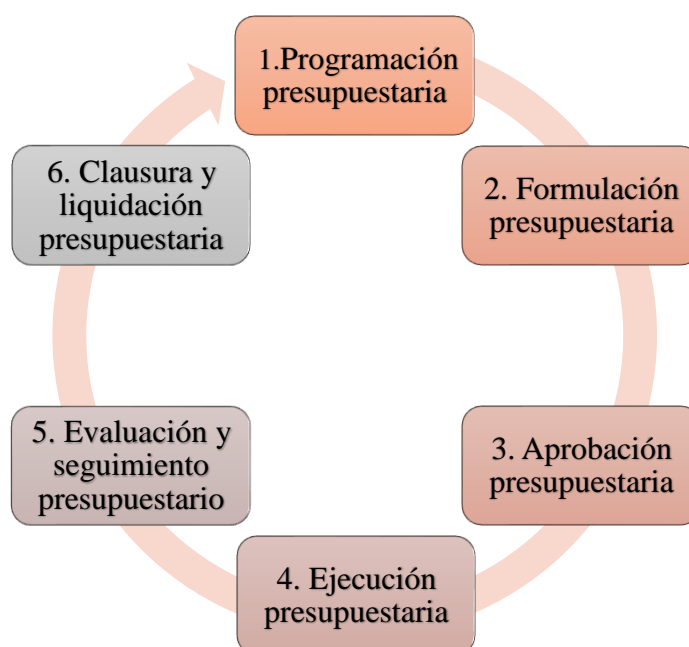 1.Programación
presupuestaria
2. Formulación
presupuestaria
3. Aprobación
presupuestaria
4. Ejecución
presupuestaria
5. Evaluación y
seguimiento
presupuestario
6. Clausura y
liquidación
presupuestaria